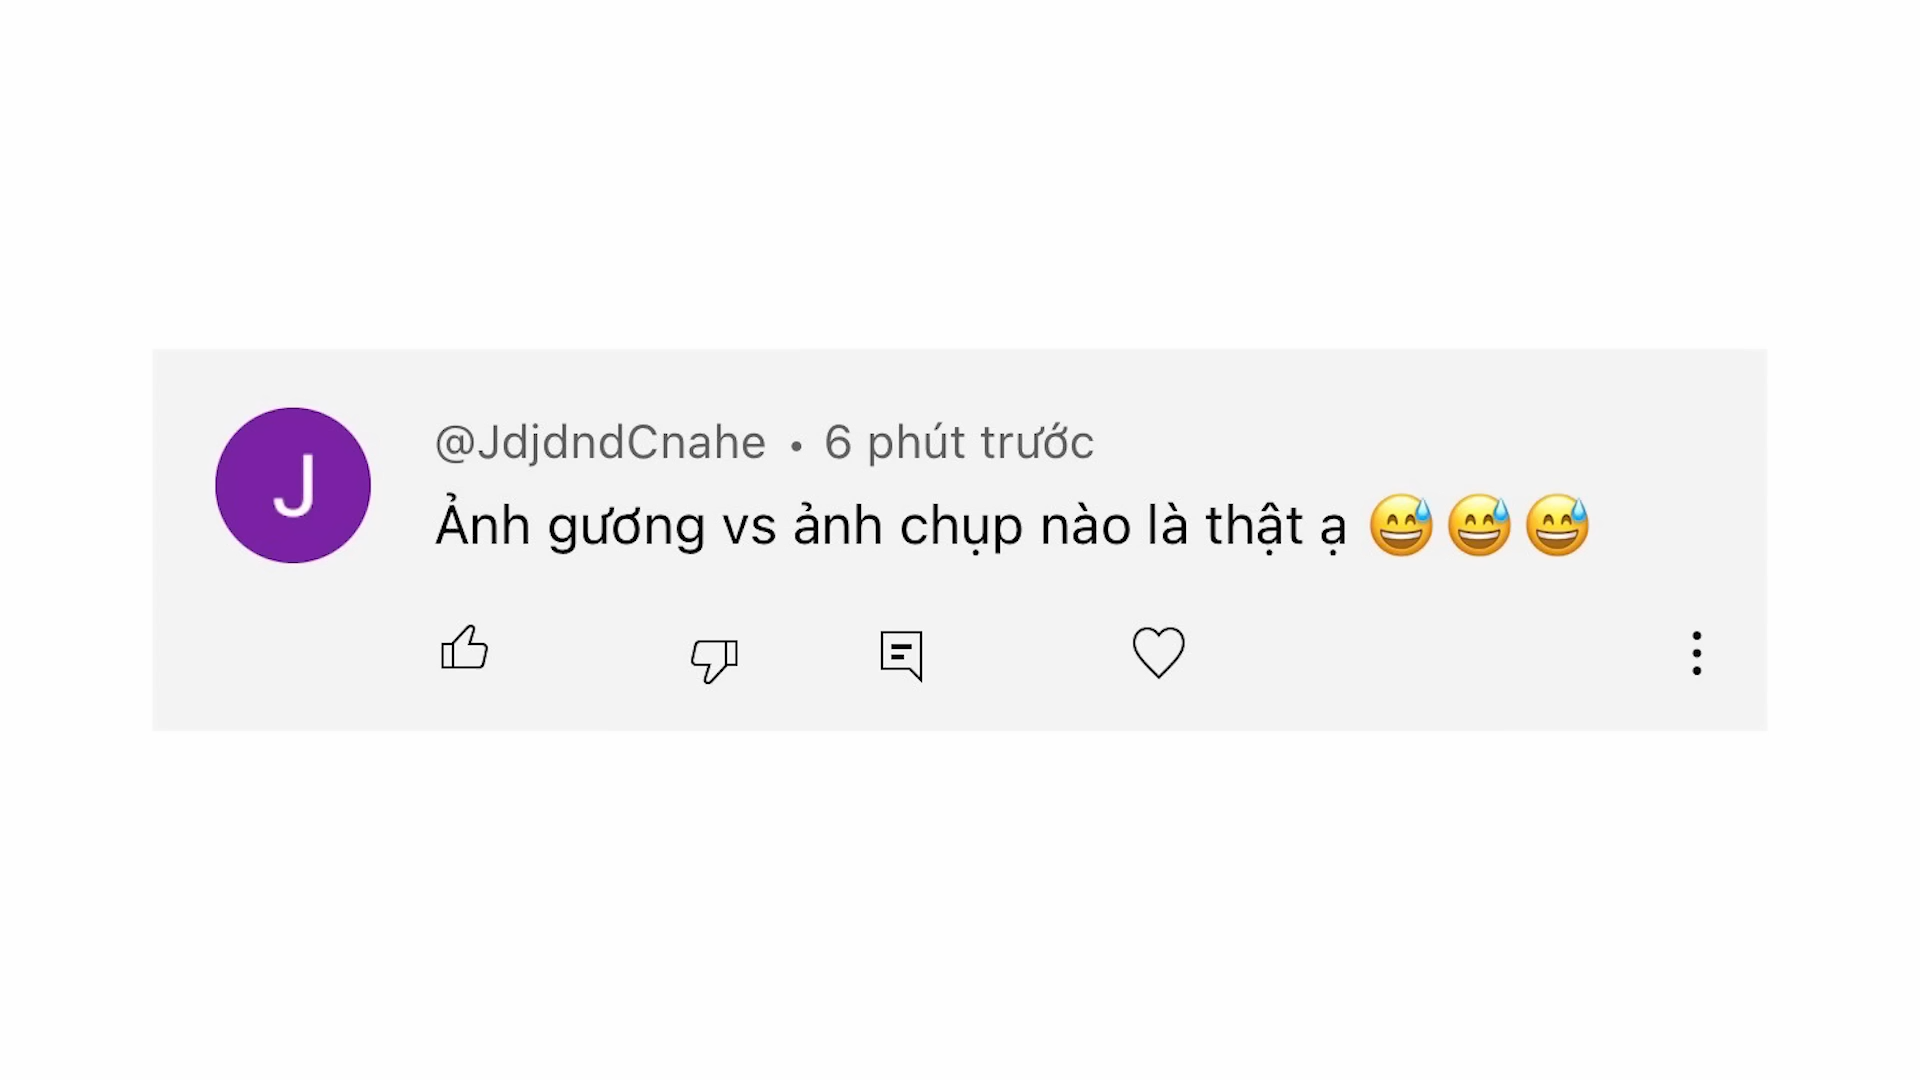 J
@JdjdndCnahe • 6 phút trước
Ảnh gương vs ảnh chụp nào là thật ạ 😅😅😅